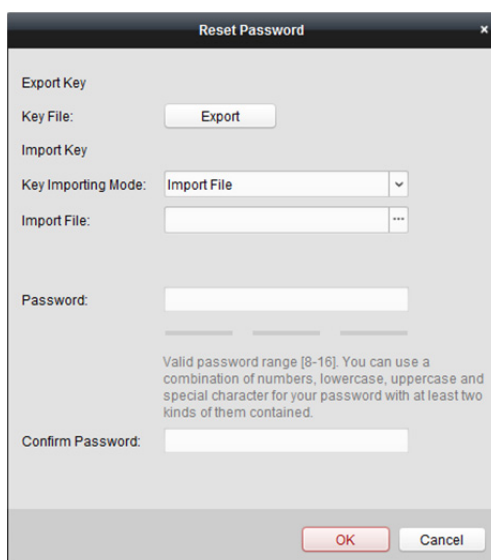 Reset Password ×
Export Key
Key File: Export
Import Key
Key Importing Mode: Import File
Import File: ...
Password:
Valid password range [8-16]. You can use a
combination of numbers, lowercase, uppercase and
special character for your password with at least two
kinds of them contained.
Confirm Password:
OK Cancel